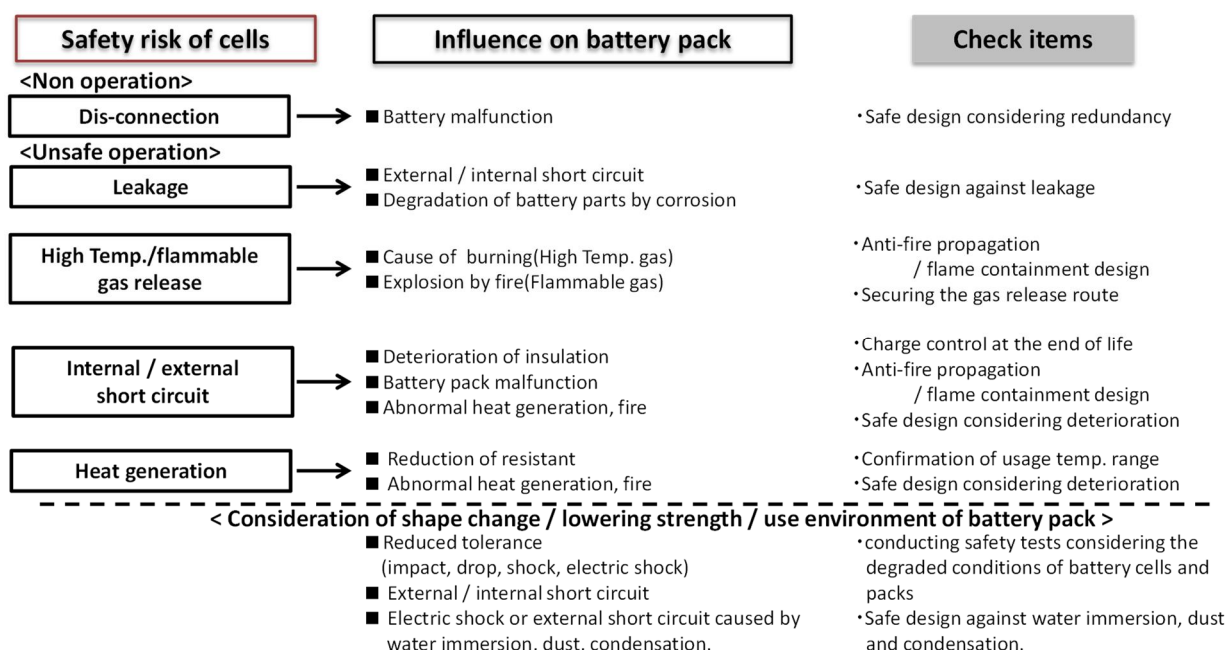 Safety risk of cells
Influence on battery pack
Check items
<Non operation>
Dis-connection
■ Battery malfunction
・Safe design considering redundancy
<Unsafe operation>
Leakage
■ External / internal short circuit
■ Degradation of battery parts by corrosion
・Safe design against leakage
High Temp./flammable
gas release
■ Cause of burning(High Temp. gas)
■ Explosion by fire(Flammable gas)
・Anti-fire propagation
/ flame containment design
・Securing the gas release route
Internal / external
short circuit
■ Deterioration of insulation
■ Battery pack malfunction
■ Abnormal heat generation, fire
・Charge control at the end of life
・Anti-fire propagation
/ flame containment design
・Safe design considering deterioration
Heat generation
■ Reduction of resistant
■ Abnormal heat generation, fire
・Confirmation of usage temp. range
・Safe design considering deterioration
< Consideration of shape change / lowering strength / use environment of battery pack >
■ Reduced tolerance
(impact, drop, shock, electric shock)
■ External / internal short circuit
■ Electric shock or external short circuit caused by
water immersion, dust, condensation.
・conducting safety tests considering the
degraded conditions of battery cells and
packs
・Safe design against water immersion, dust
and condensation.